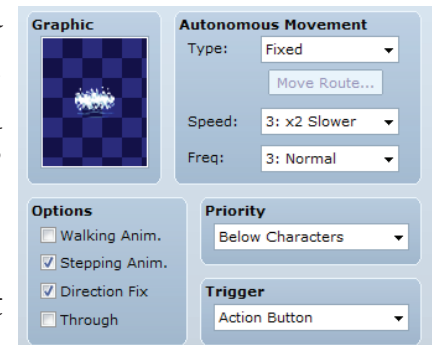 Graphic
Autonomous Movement
Type: Fixed
Move Route...
Speed: 3: x2 Slower
Freq: 3: Normal
Options
Walking Anim.
Stepping Anim.
Direction Fix
Through
Priority
Below Characters
Trigger
Action Button